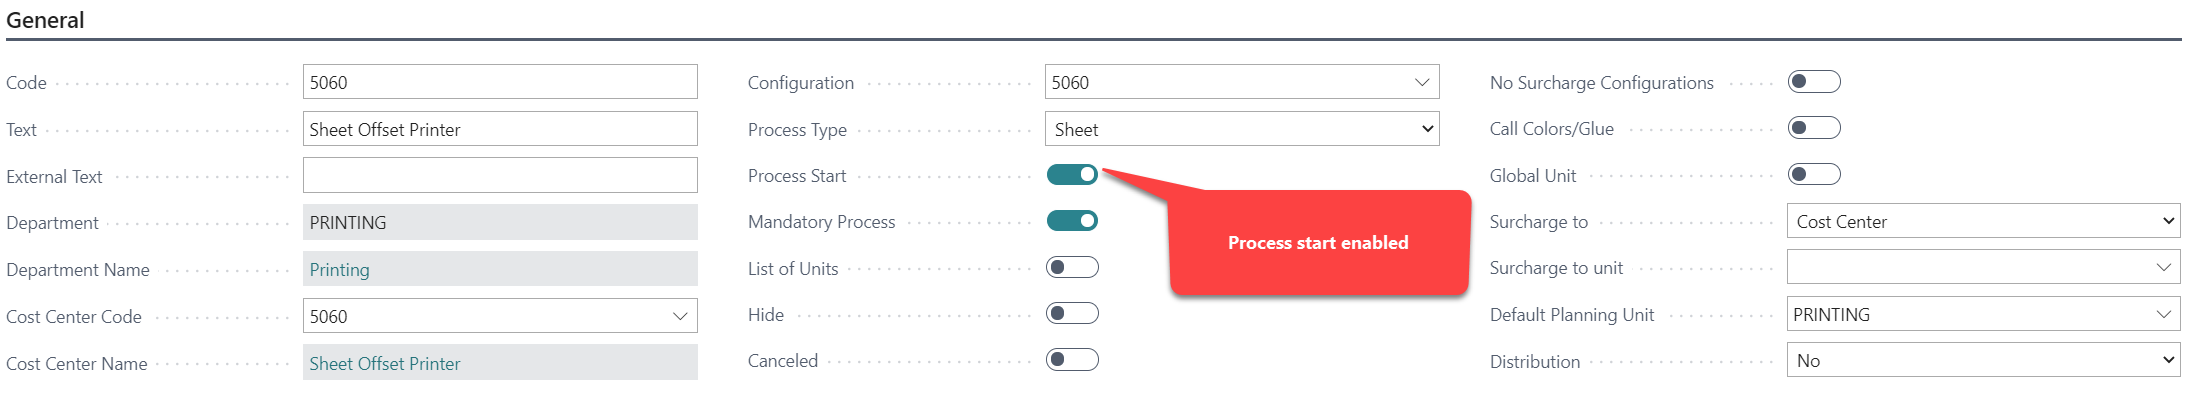 General
Code 5060
Text Sheet Offset Printer
External Text
Department PRINTING
Department Name Printing
Cost Center Code 5060
Cost Center Name Sheet Offset Printer
Configuration 5060
Process Type Sheet
Process Start
Mandatory Process
List of Units
Hide
Canceled
Process start enabled
No Surcharge Configurations
Call Colors/Glue
Global Unit
Surcharge to Cost Center
Surcharge to unit
Default Planning Unit PRINTING
Distribution No